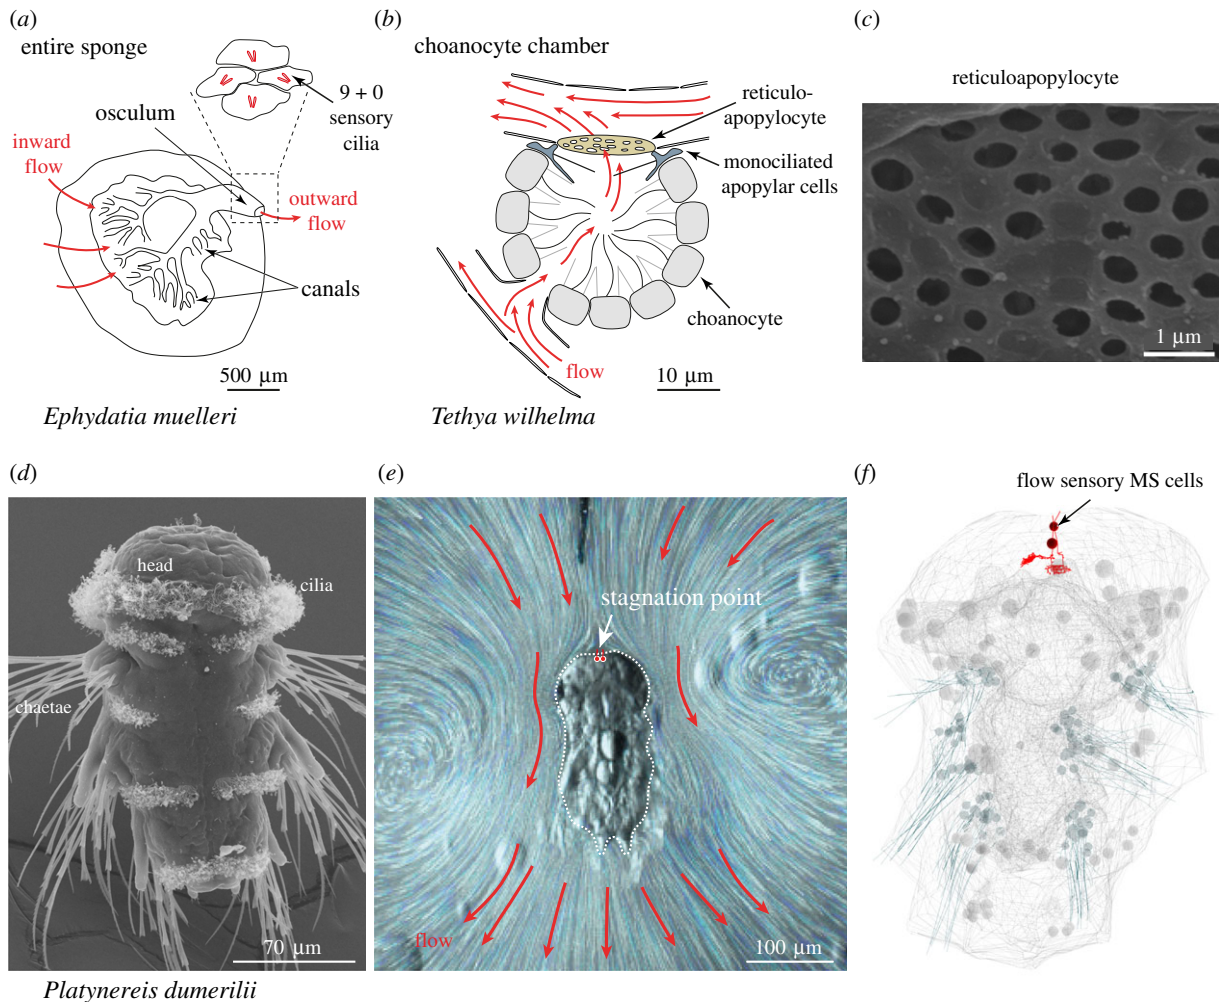 (a)
entire sponge
9 + 0
sensory
cilia
osculum
inward
flow
outward
flow
canals
500 µm
Ephydatia muelleri
(b)
choanocyte chamber
reticulo-
apopylocyte
monociliated
apopylar cells
choanocyte
flow
10 µm
Tethya wilhelma
(c)
reticuloapopylocyte
1 µm
(d)
head
cilia
chaetae
70 µm
Platynereis dumerilii
(e)
stagnation point
flow
100 µm
(f)
flow sensory MS cells